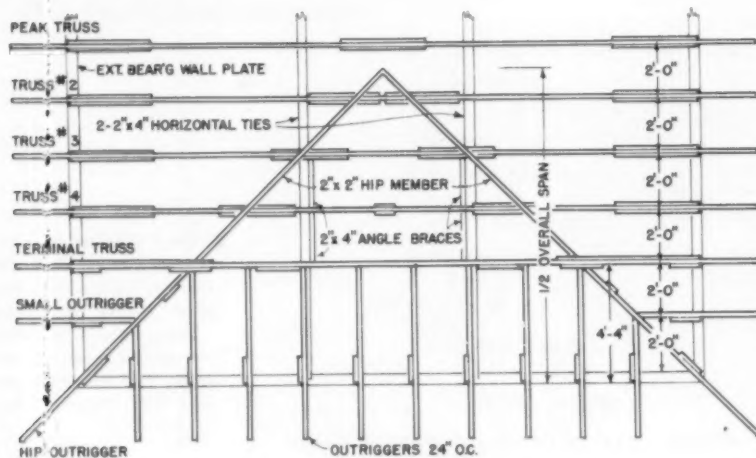 PEAK TRUSS
EXT. BEAR'G WALL PLATE
2'-0"
TRUSS #2
2-2"x4" HORIZONTAL TIES
2'-0"
TRUSS #3
2"x 2" HIP MEMBER
2'-0"
TRUSS #4
2"x 4" ANGLE BRACES
1/2 OVERALL SPAN
2'-0"
TERMINAL TRUSS
2'-0"
SMALL OUTRIGGER
4'-4"
2'-0"
HIP OUTRIGGER
OUTRIGGERS 24" O.C.